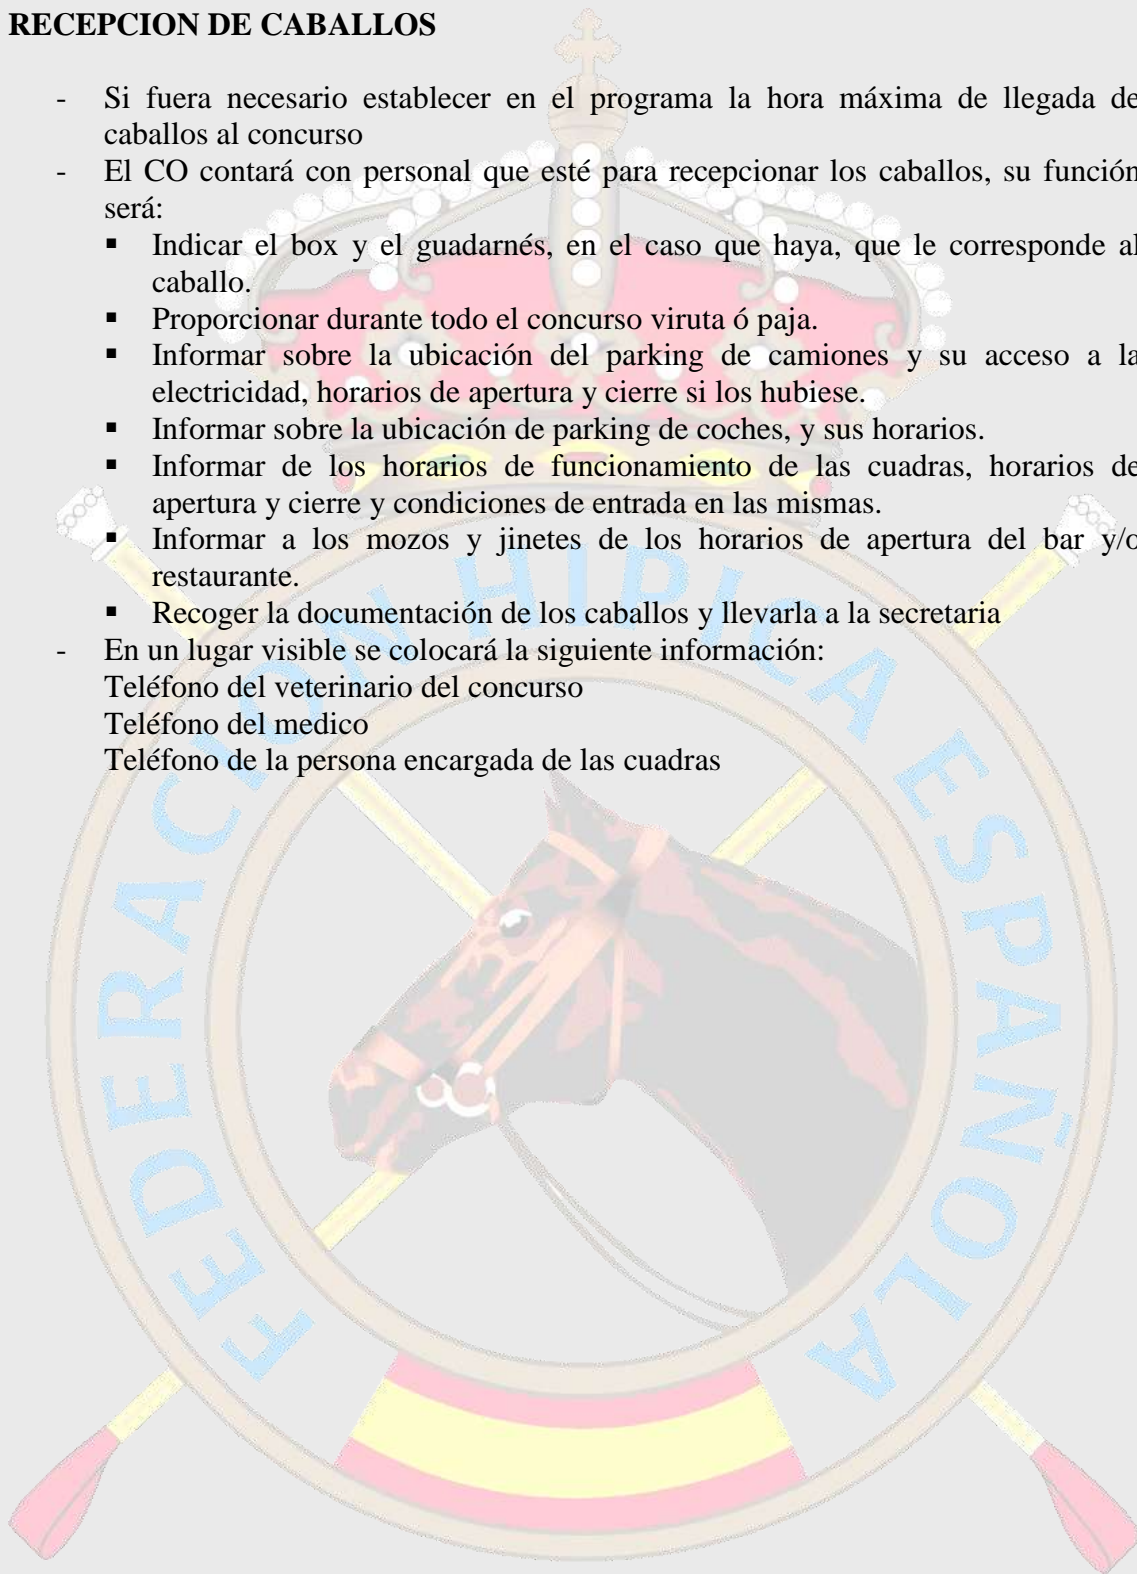 RECEPCION DE CABALLOS
- Si fuera necesario establecer en el programa la hora máxima de llegada de
caballos al concurso
- El CO contará con personal que esté para recepcionar los caballos, su función
será:
▪ Indicar el box y el guadarnés, en el caso que haya, que le corresponde al
caballo.
▪ Proporcionar durante todo el concurso viruta ó paja.
▪ Informar sobre la ubicación del parking de camiones y su acceso a la
electricidad, horarios de apertura y cierre si los hubiese.
▪ Informar sobre la ubicación de parking de coches, y sus horarios.
▪ Informar de los horarios de funcionamiento de las cuadras, horarios de
apertura y cierre y condiciones de entrada en las mismas.
▪ Informar a los mozos y jinetes de los horarios de apertura del bar y/o
restaurante.
▪ Recoger la documentación de los caballos y llevarla a la secretaria
- En un lugar visible se colocará la siguiente información:
Teléfono del veterinario del concurso
Teléfono del medico
Teléfono de la persona encargada de las cuadras
FEDERACION HIPICA ESPAÑOLA